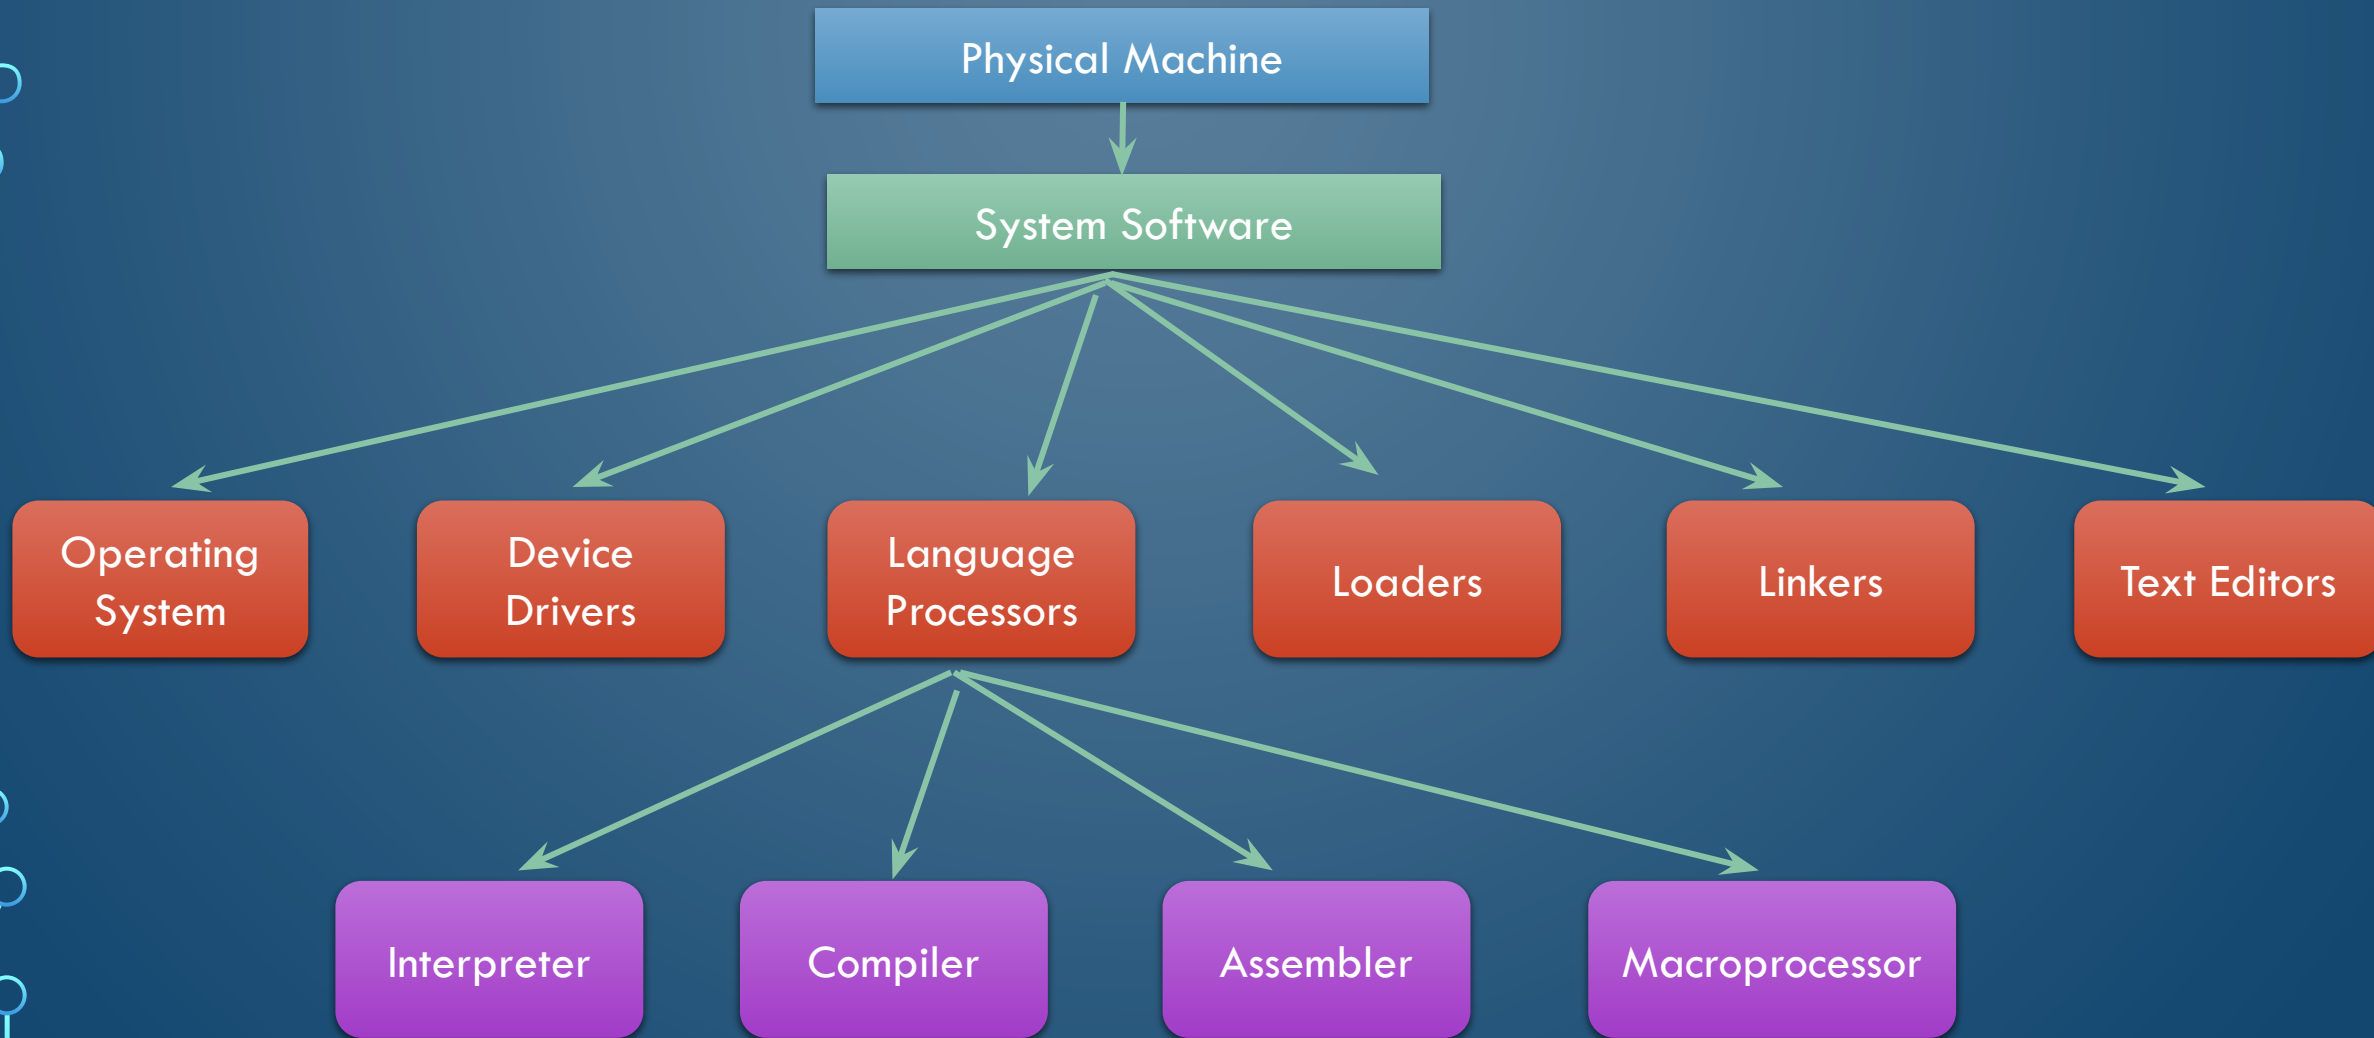 Physical Machine
System Software
Operating
System
Device
Drivers
Language
Processors
Loaders
Linkers
Text Editors
Interpreter
Compiler
Assembler
Macroprocessor